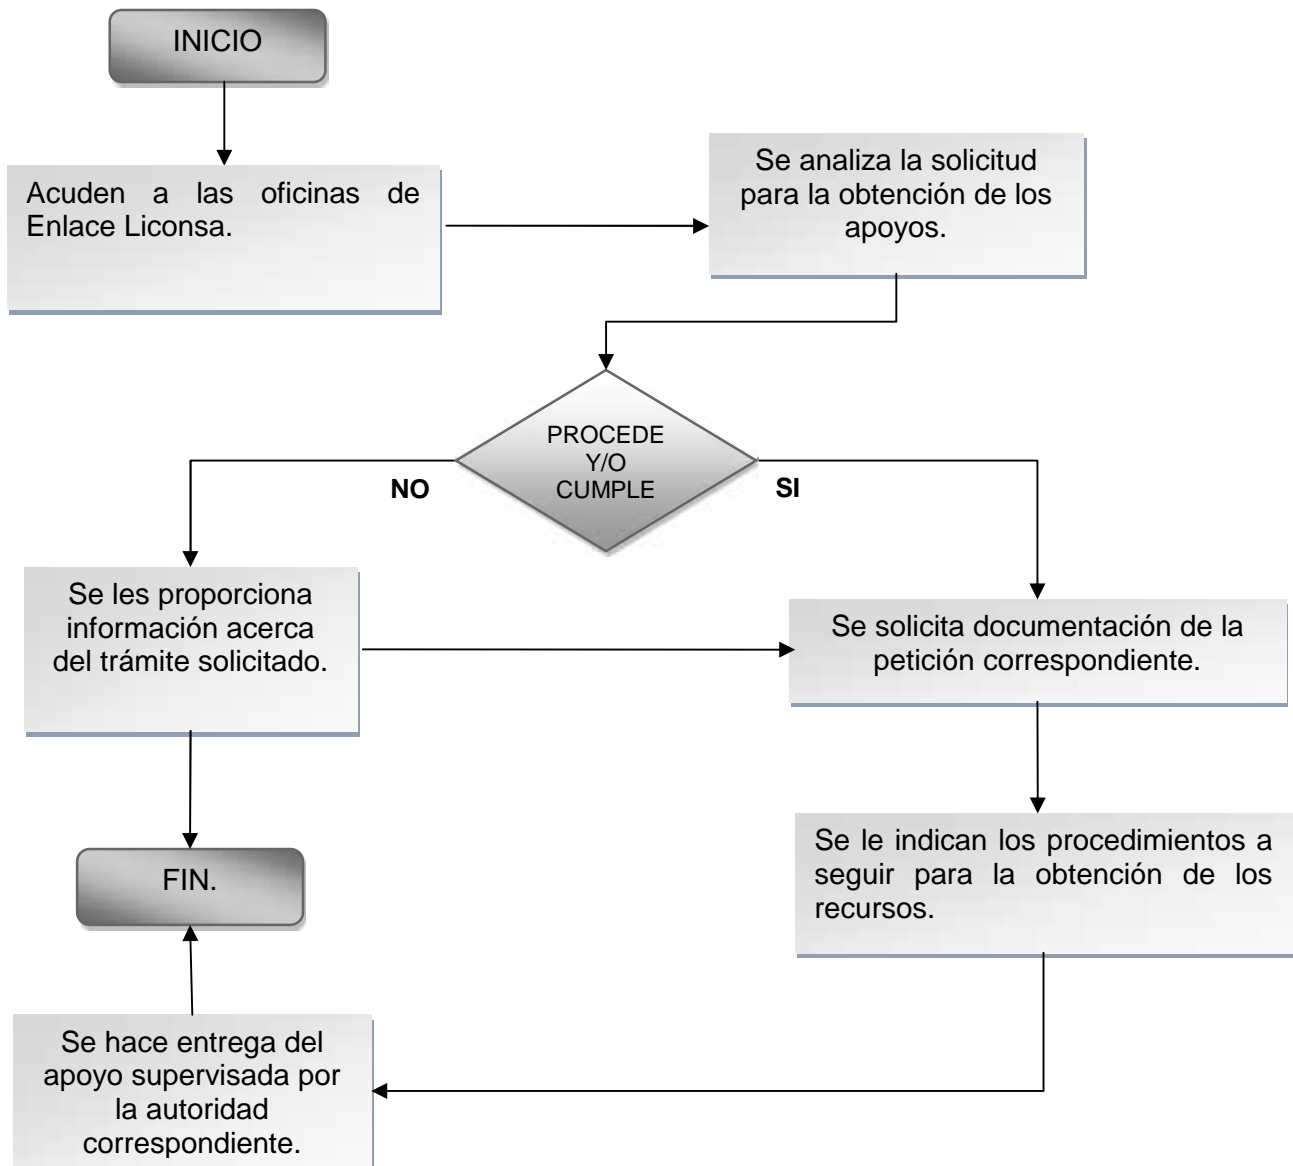 INICIO
Acuden a las oficinas de
Enlace Liconsa.
Se analiza la solicitud
para la obtención de los
apoyos.
PROCEDE
Y/O
CUMPLE
NO
SI
Se les proporciona
información acerca
del trámite solicitado.
Se solicita documentación de la
petición correspondiente.
Se le indican los procedimientos a
seguir para la obtención de los
recursos.
FIN.
Se hace entrega del
apoyo supervisada por
la autoridad
correspondiente.